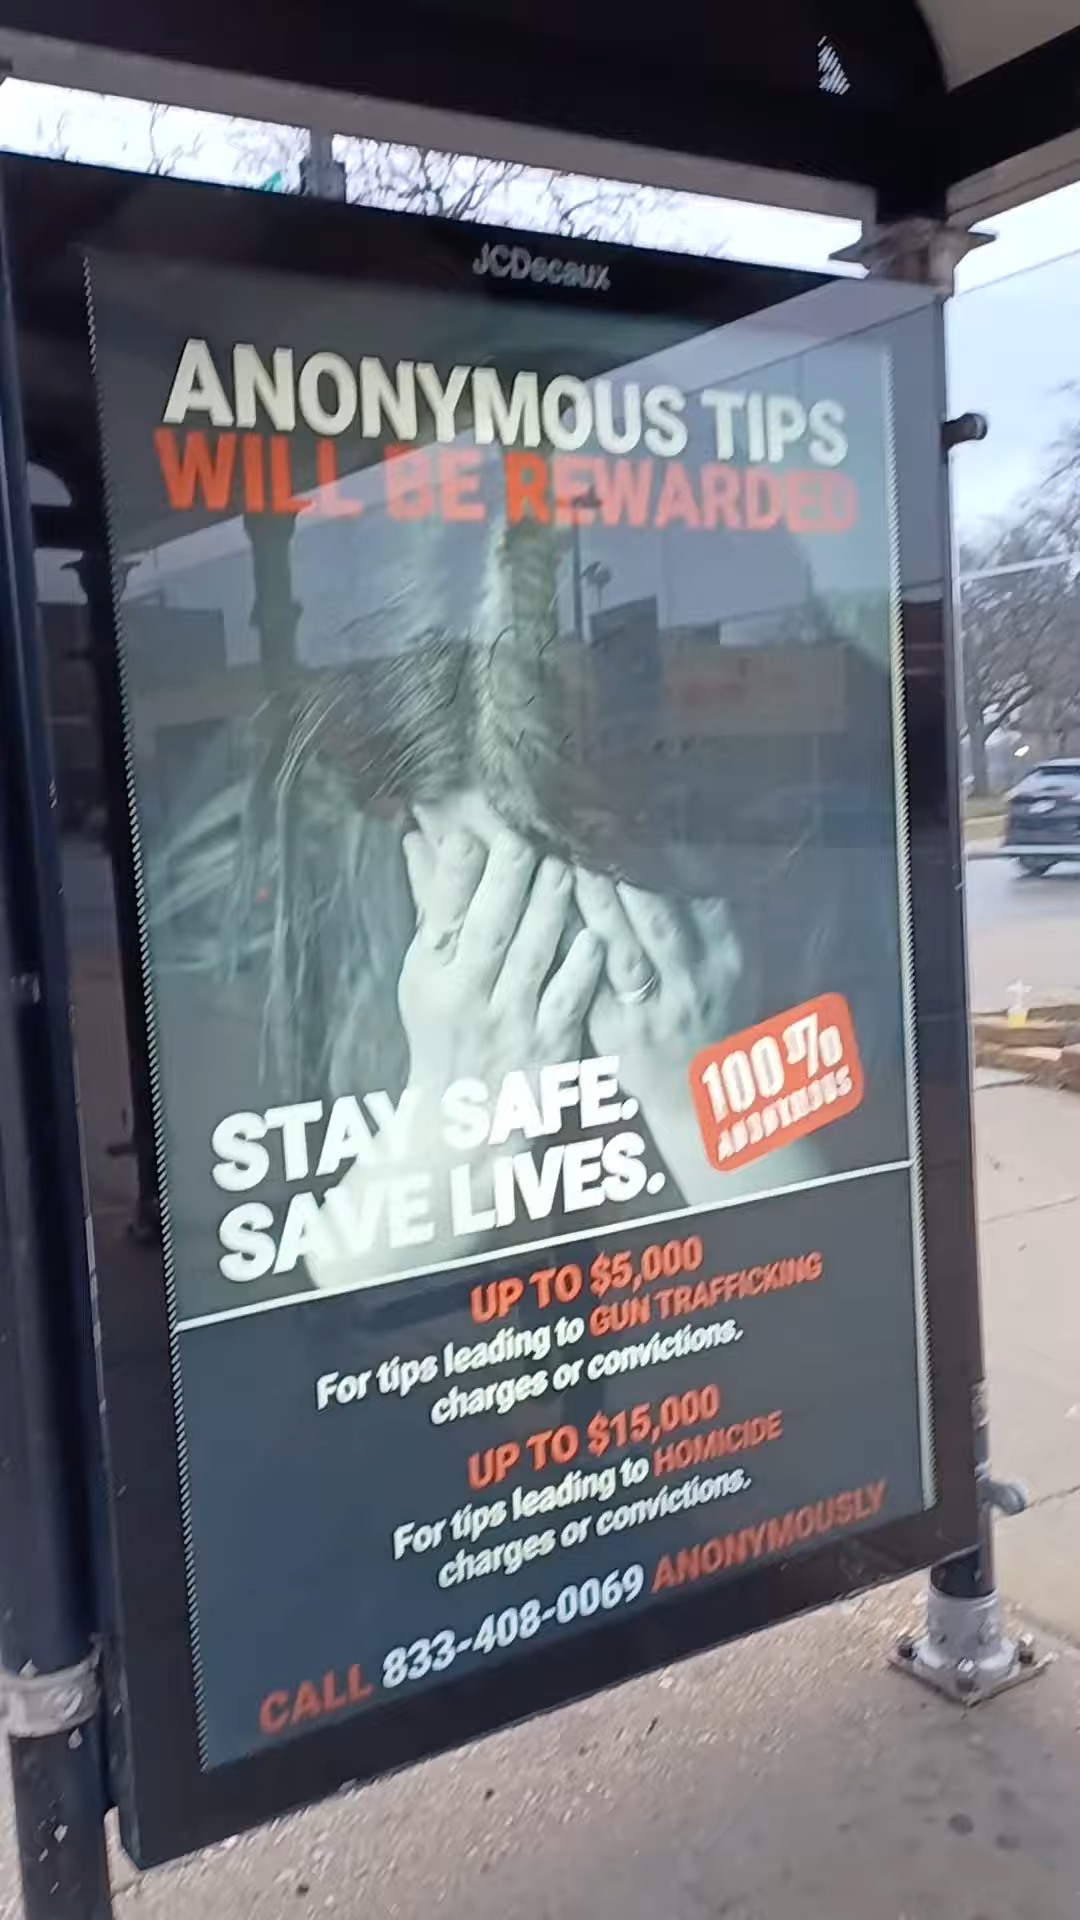 JCDecaux
ANONYMOUS TIPS
WILL BE REWARDED
STAY SAFE.
SAVE LIVES.
100%
ANONYMOUS
UP TO $5,000
For tips leading to GUN TRAFFICKING
charges or convictions.
UP TO $15,000
For tips leading to HOMICIDE
charges or convictions.
CALL 833-408-0069 ANONYMOUSLY